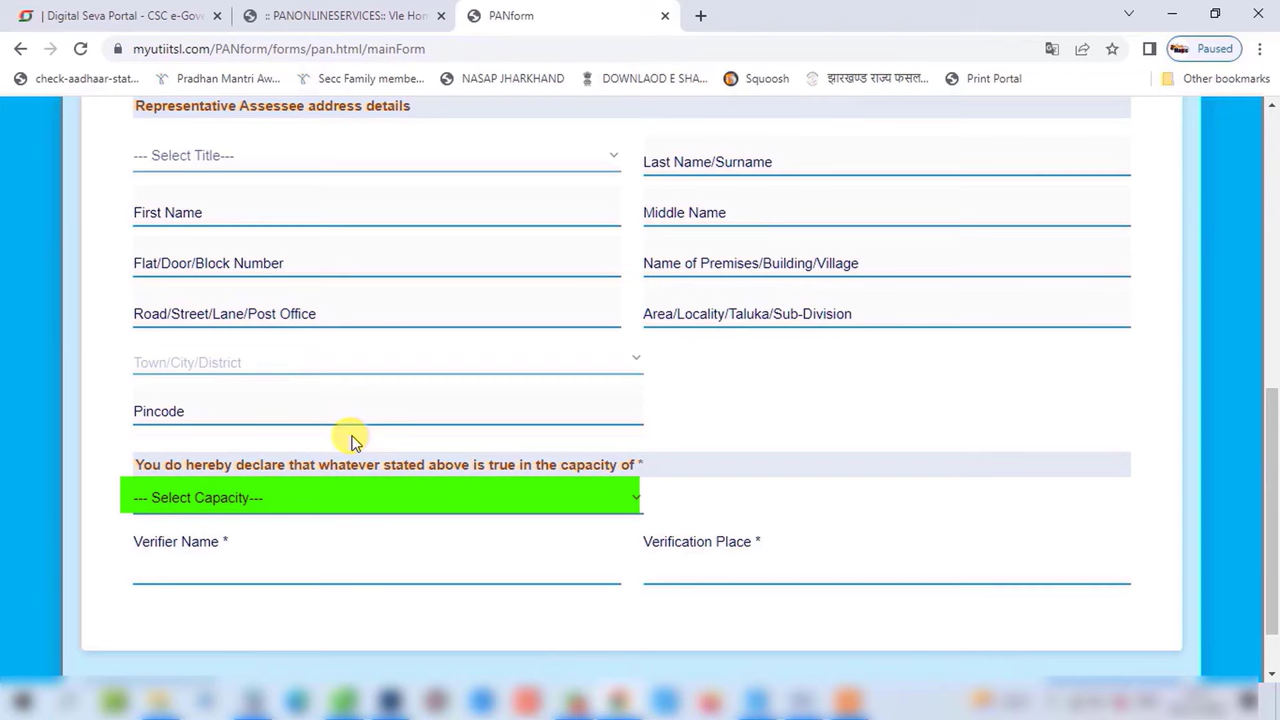 | Digital Seva Portal - CSC e-Gov
:: PANONLINESERVICES:: Vle Hom
PANform
myutiitsl.com/PANform/forms/pan.html/mainForm
Paused
check-aadhaar-stat...
Pradhan Mantri Aw...
Secc Family membe...
NASAP JHARKHAND
DOWNLAOD E SHA...
Squoosh
झारखण्ड राज्य फसल...
Print Portal
Other bookmarks
Representative Assessee address details
--- Select Title---
Last Name/Surname
First Name
Middle Name
Flat/Door/Block Number
Name of Premises/Building/Village
Road/Street/Lane/Post Office
Area/Locality/Taluka/Sub-Division
Town/City/District
Pincode
You do hereby declare that whatever stated above is true in the capacity of *
--- Select Capacity---
Verifier Name *
Verification Place *